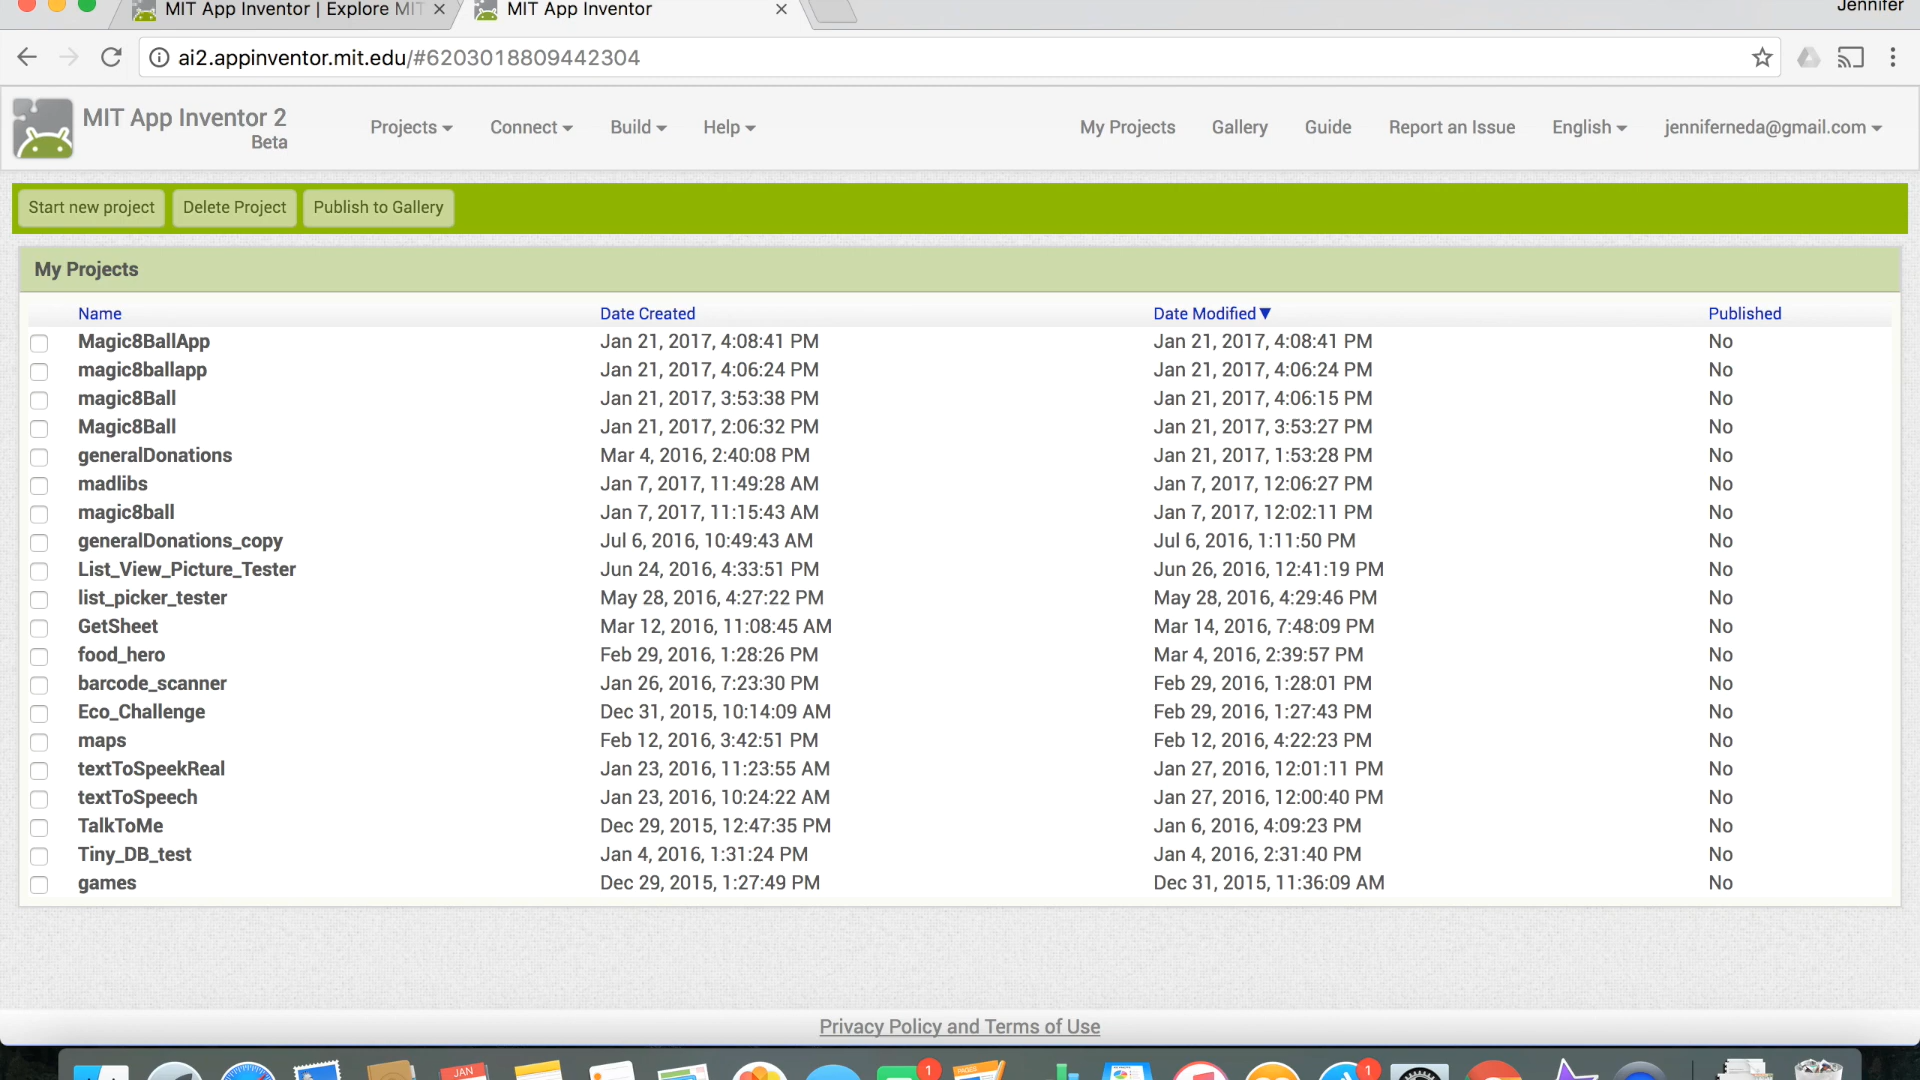 MIT App Inventor | Explore MIT
MIT App Inventor
Jennifer
ai2.appinventor.mit.edu/#6203018809442304
MIT App Inventor 2
Beta
Projects Connect Build Help My Projects Gallery Guide Report an Issue English jenniferneda@gmail.com
Start new project Delete Project Publish to Gallery
My Projects
Name Date Created Date Modified Published
Magic8BallApp Jan 21, 2017, 4:08:41 PM Jan 21, 2017, 4:08:41 PM No
magic8ballapp Jan 21, 2017, 4:06:24 PM Jan 21, 2017, 4:06:24 PM No
magic8Ball Jan 21, 2017, 3:53:38 PM Jan 21, 2017, 4:06:15 PM No
Magic8Ball Jan 21, 2017, 2:06:32 PM Jan 21, 2017, 3:53:27 PM No
generalDonations Mar 4, 2016, 2:40:08 PM Jan 21, 2017, 1:53:28 PM No
madlibs Jan 7, 2017, 11:49:28 AM Jan 7, 2017, 12:06:27 PM No
magic8ball Jan 7, 2017, 11:15:43 AM Jan 7, 2017, 12:02:11 PM No
generalDonations_copy Jul 6, 2016, 10:49:43 AM Jul 6, 2016, 1:11:50 PM No
List_View_Picture_Tester Jun 24, 2016, 4:33:51 PM Jun 26, 2016, 12:41:19 PM No
list_picker_tester May 28, 2016, 4:27:22 PM May 28, 2016, 4:29:46 PM No
GetSheet Mar 12, 2016, 11:08:45 AM Mar 14, 2016, 7:48:09 PM No
food_hero Feb 29, 2016, 1:28:26 PM Mar 4, 2016, 2:39:57 PM No
barcode_scanner Jan 26, 2016, 7:23:30 PM Feb 29, 2016, 1:28:01 PM No
Eco_Challenge Dec 31, 2015, 10:14:09 AM Feb 29, 2016, 1:27:43 PM No
maps Feb 12, 2016, 3:42:51 PM Feb 12, 2016, 4:22:23 PM No
textToSpeekReal Jan 23, 2016, 11:23:55 AM Jan 27, 2016, 12:01:11 PM No
textToSpeech Jan 23, 2016, 10:24:22 AM Jan 27, 2016, 12:00:40 PM No
TalkToMe Dec 29, 2015, 12:47:35 PM Jan 6, 2016, 4:09:23 PM No
Tiny_DB_test Jan 4, 2016, 1:31:24 PM Jan 4, 2016, 2:31:40 PM No
games Dec 29, 2015, 1:27:49 PM Dec 31, 2015, 11:36:09 AM No
Privacy Policy and Terms of Use
JAN 1 PAGES 1